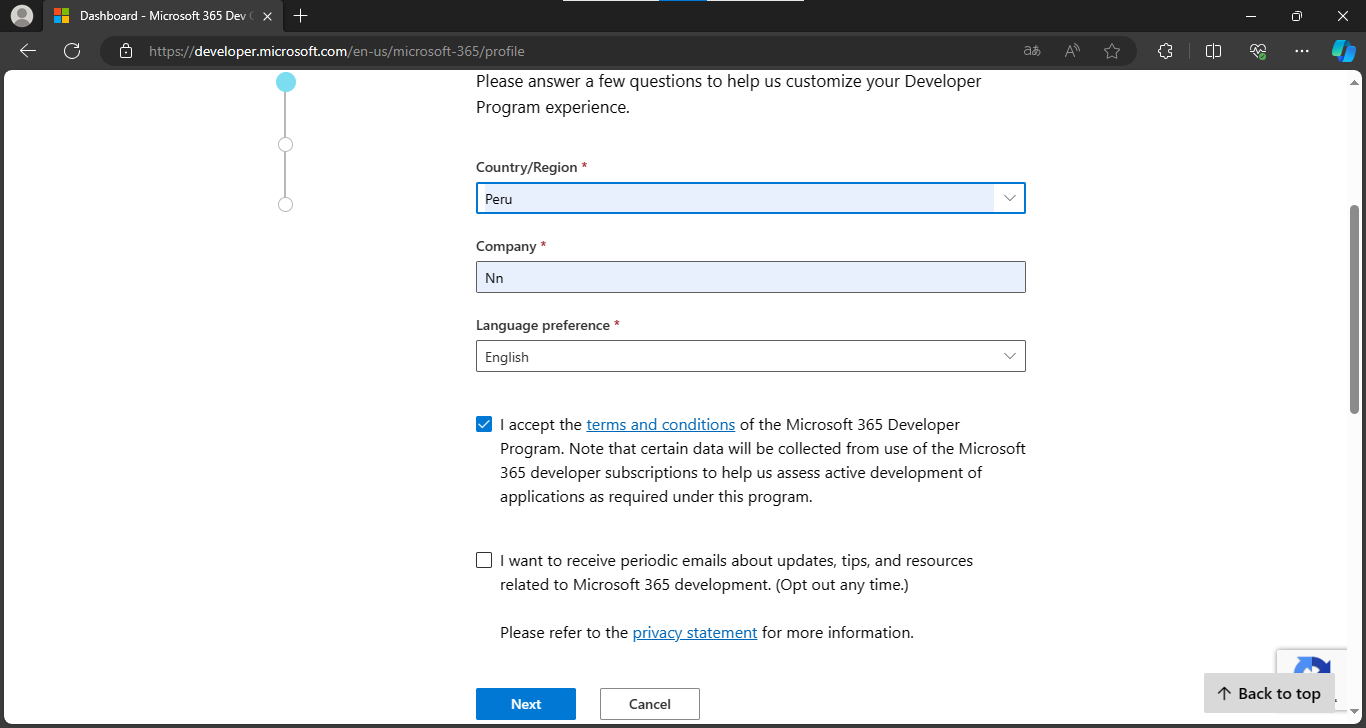 Dashboard - Microsoft 365 Dev
https://developer.microsoft.com/en-us/microsoft-365/profile
Please answer a few questions to help us customize your Developer
Program experience.
Country/Region *
Peru
Company *
Nn
Language preference *
English
I accept the terms and conditions of the Microsoft 365 Developer
Program. Note that certain data will be collected from use of the Microsoft
365 developer subscriptions to help us assess active development of
applications as required under this program.
I want to receive periodic emails about updates, tips, and resources
related to Microsoft 365 development. (Opt out any time.)
Please refer to the privacy statement for more information.
Next
Cancel
Back to top